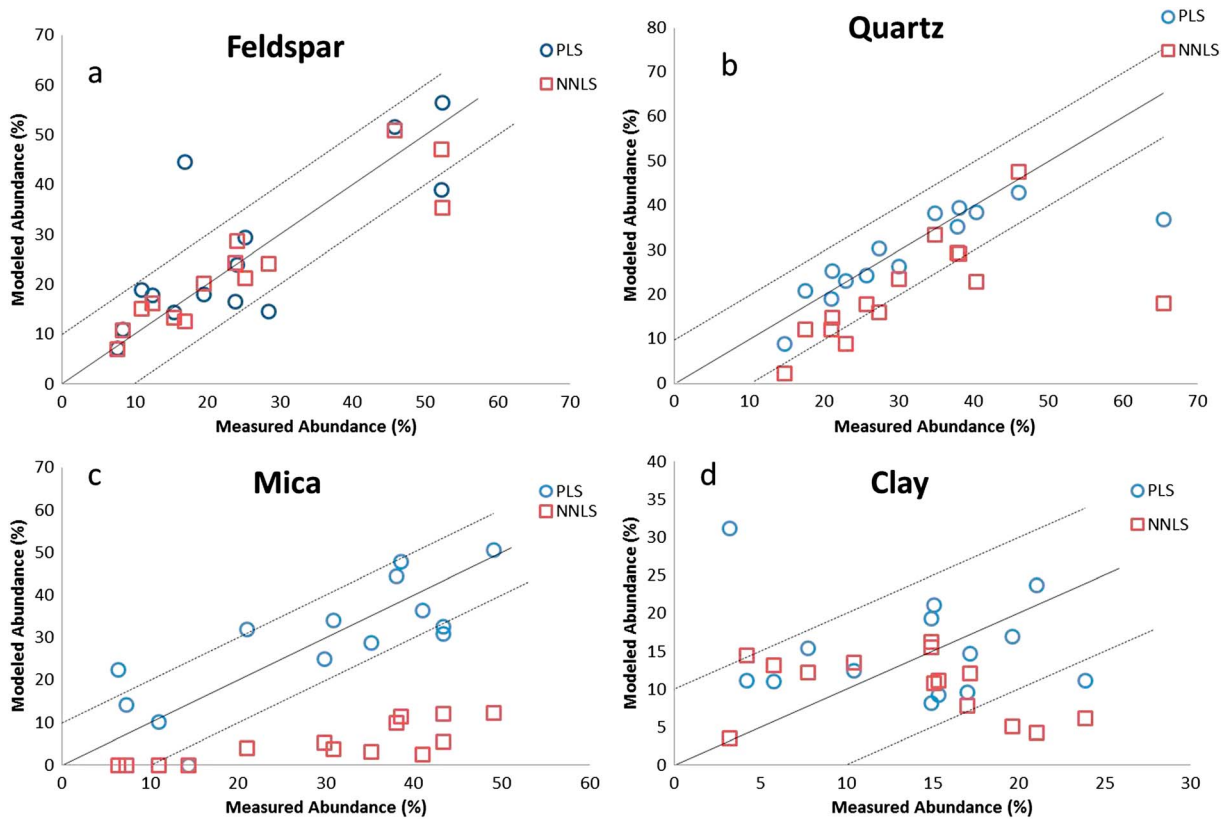 Feldspar
a
PLS
NNLS
Modeled Abundance (%)
70
60
50
40
30
20
10
0
0 10 20 30 40 50 60 70
Measured Abundance (%)
Quartz
b
PLS
NNLS
Modeled Abundance (%)
80
70
60
50
40
30
20
10
0
0 10 20 30 40 50 60 70
Measured Abundance (%)
Mica
c
PLS
NNLS
Modeled Abundance (%)
70
60
50
40
30
20
10
0
0 10 20 30 40 50 60
Measured Abundance (%)
Clay
d
PLS
NNLS
Modeled Abundance (%)
40
35
30
25
20
15
10
5
0
0 5 10 15 20 25 30
Measured Abundance (%)